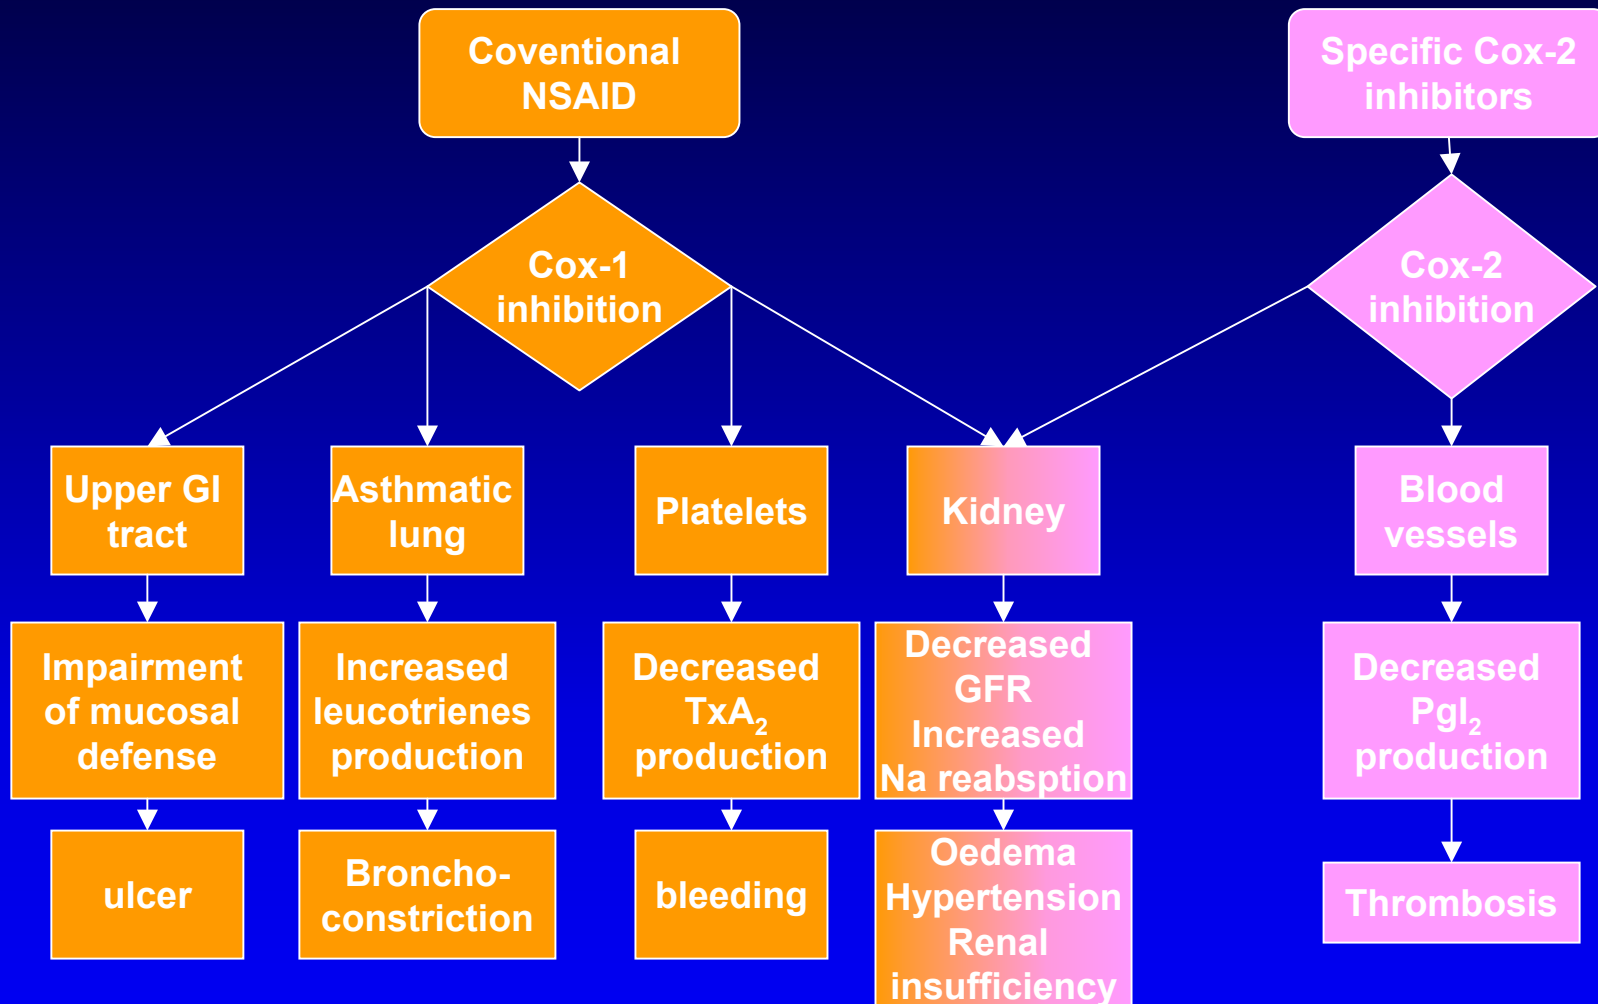 Coventional
NSAID
Specific Cox-2
inhibitors
Cox-1
inhibition
Cox-2
inhibition
Upper GI
tract
Asthmatic
lung
Platelets
Kidney
Blood
vessels
Impairment
of mucosal
defense
Increased
leucotrienes
production
Decreased
TxA₂
production
Decreased
GFR
Increased
Na reabsption
Decreased
PgI₂
production
ulcer
Broncho-
constriction
bleeding
Oedema
Hypertension
Renal
insufficiency
Thrombosis